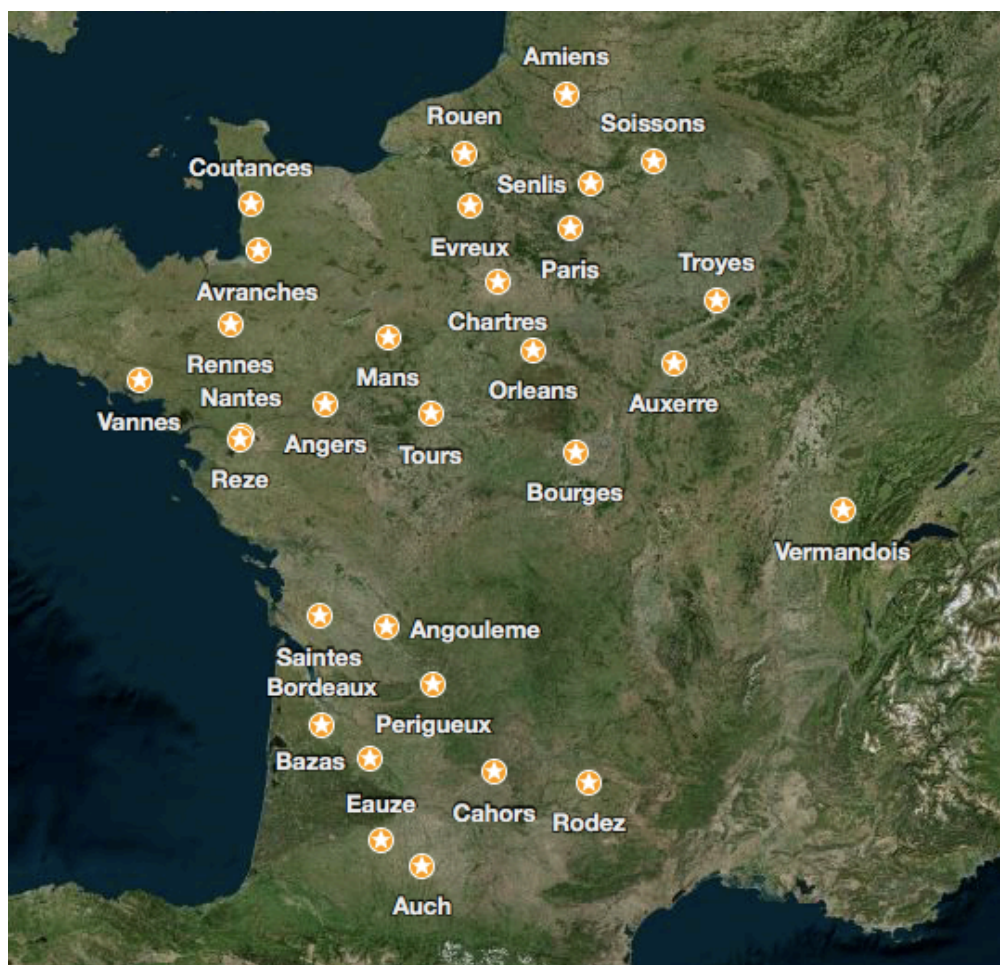 Amiens
Rouen
Soissons
Coutances
Senlis
Evreux
Paris
Troyes
Avranches
Chartres
Rennes
Mans
Orleans
Nantes
Auxerre
Vannes
Angers
Tours
Reze
Bourges
Vermandois
Angouleme
Saintes
Bordeaux
Perigueux
Bazas
Eauze
Cahors
Rodez
Auch